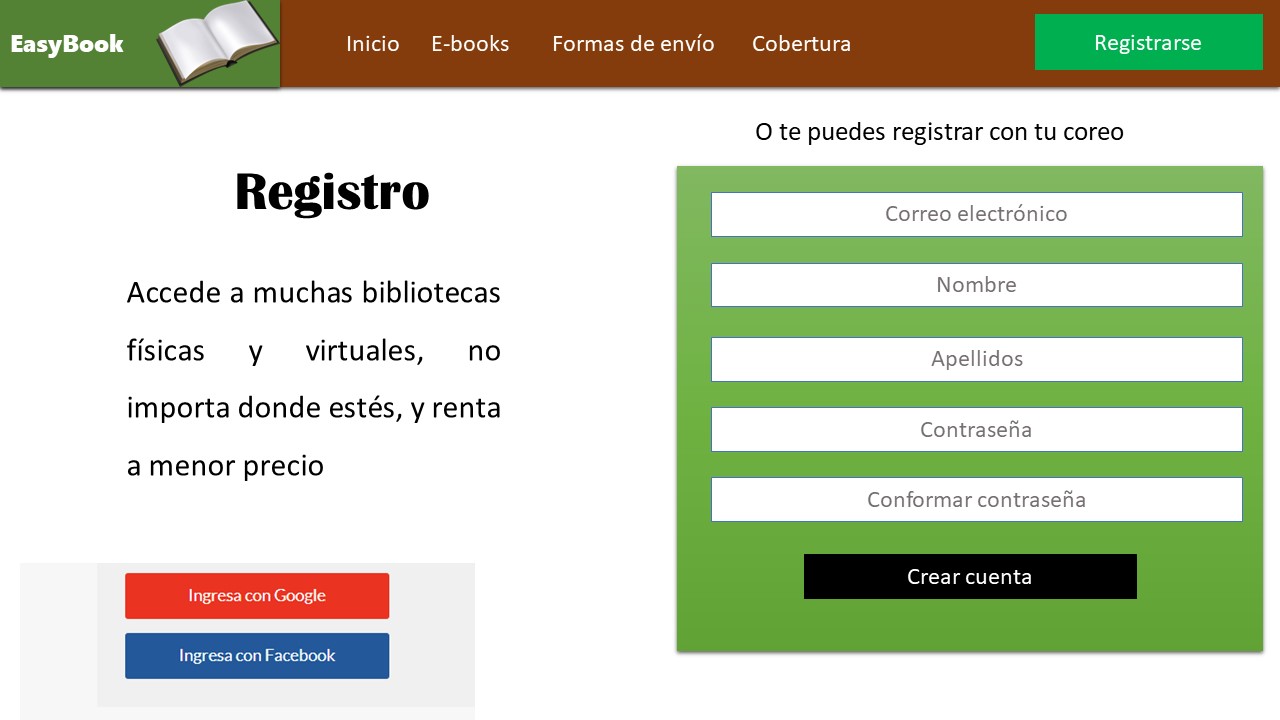 EasyBook
Inicio E-books Formas de envío Cobertura
Registrarse
Registro
Accede a muchas bibliotecas
físicas y virtuales, no
importa donde estés, y renta
a menor precio
Ingresa con Google
Ingresa con Facebook
O te puedes registrar con tu coreo
Correo electrónico
Nombre
Apellidos
Contraseña
Conformar contraseña
Crear cuenta